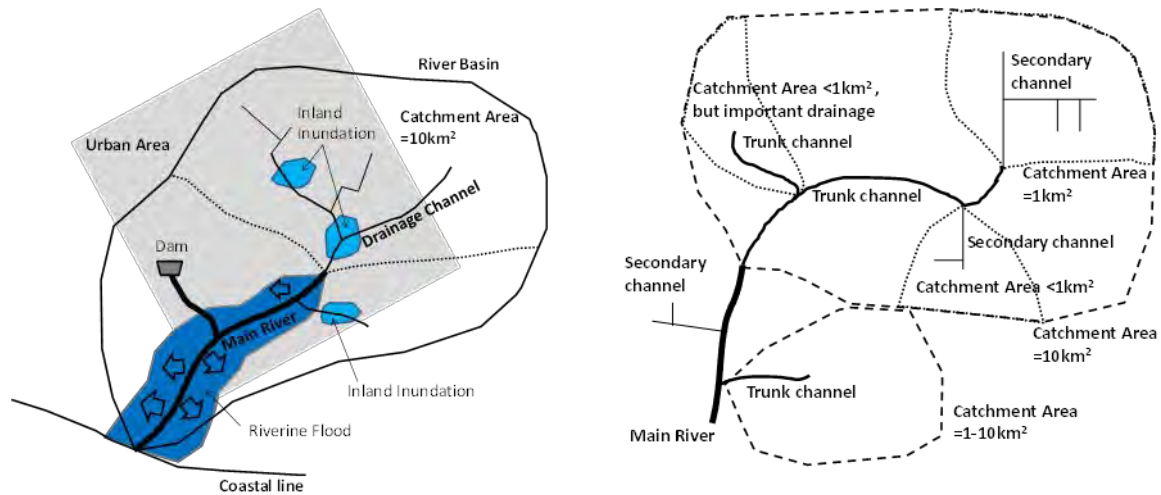 River Basin
Inland
Inundation
Catchment Area
=10km²
Urban Area
Drainage Channel
Dam
Main River
Inland Inundation
Riverine Flood
Coastal line
Secondary
channel
Catchment Area <1km²,
but important drainage
Trunk channel
Catchment Area
=1km²
Trunk channel
Secondary channel
Secondary
channel
Catchment Area <1km²
Catchment Area
=10km²
Trunk channel
Catchment Area
=1-10km²
Main River